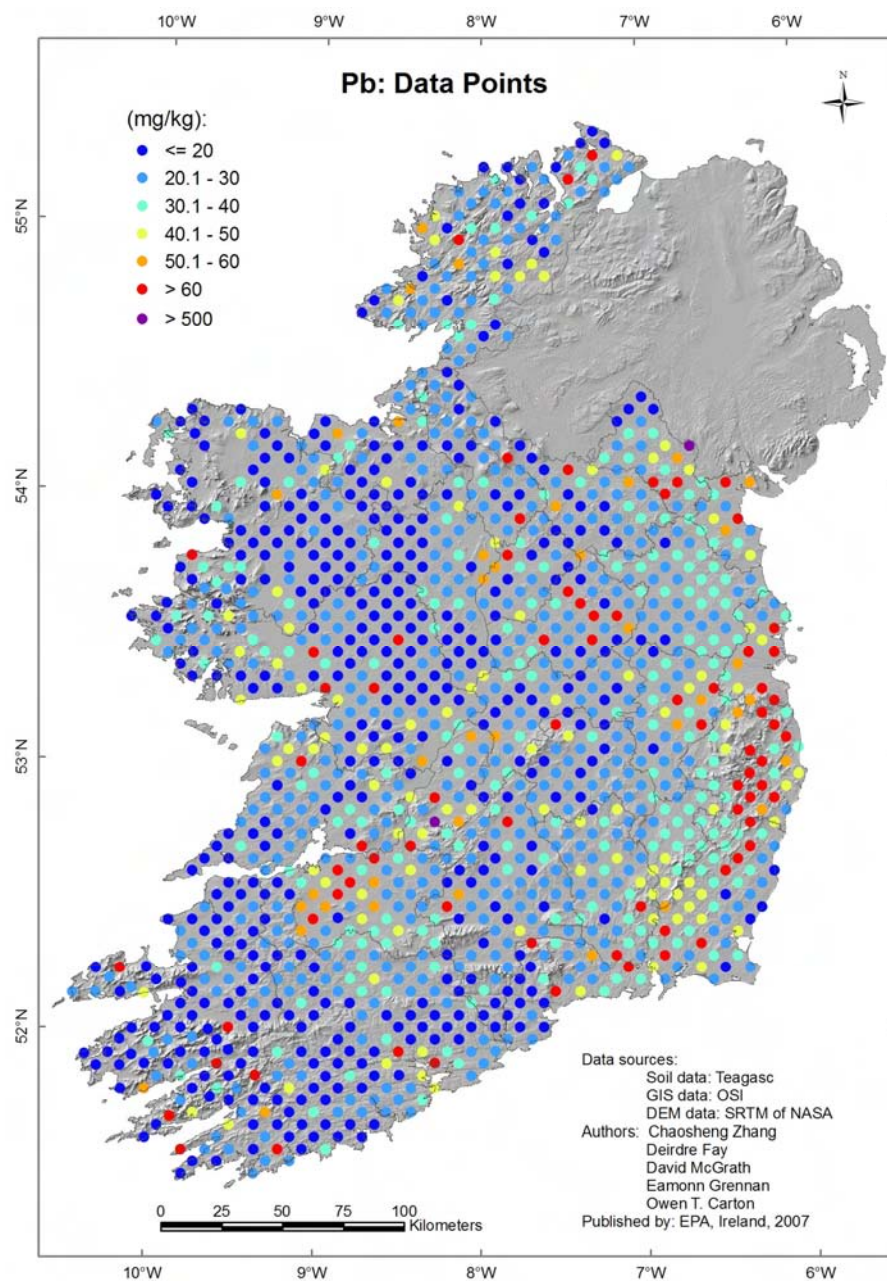 10°W 9°W 8°W 7°W 6°W
Pb: Data Points
N
(mg/kg):
<= 20
20.1 - 30
30.1 - 40
40.1 - 50
50.1 - 60
> 60
> 500
55°N
54°N
53°N
52°N
Data sources:
Soil data: Teagasc
GIS data: OSI
DEM data: SRTM of NASA
Authors: Chaosheng Zhang
Deirdre Fay
David McGrath
Eamonn Grennan
Owen T. Carton
Published by: EPA, Ireland, 2007
0 25 50 75 100
Kilometers
10°W 9°W 8°W 7°W 6°W